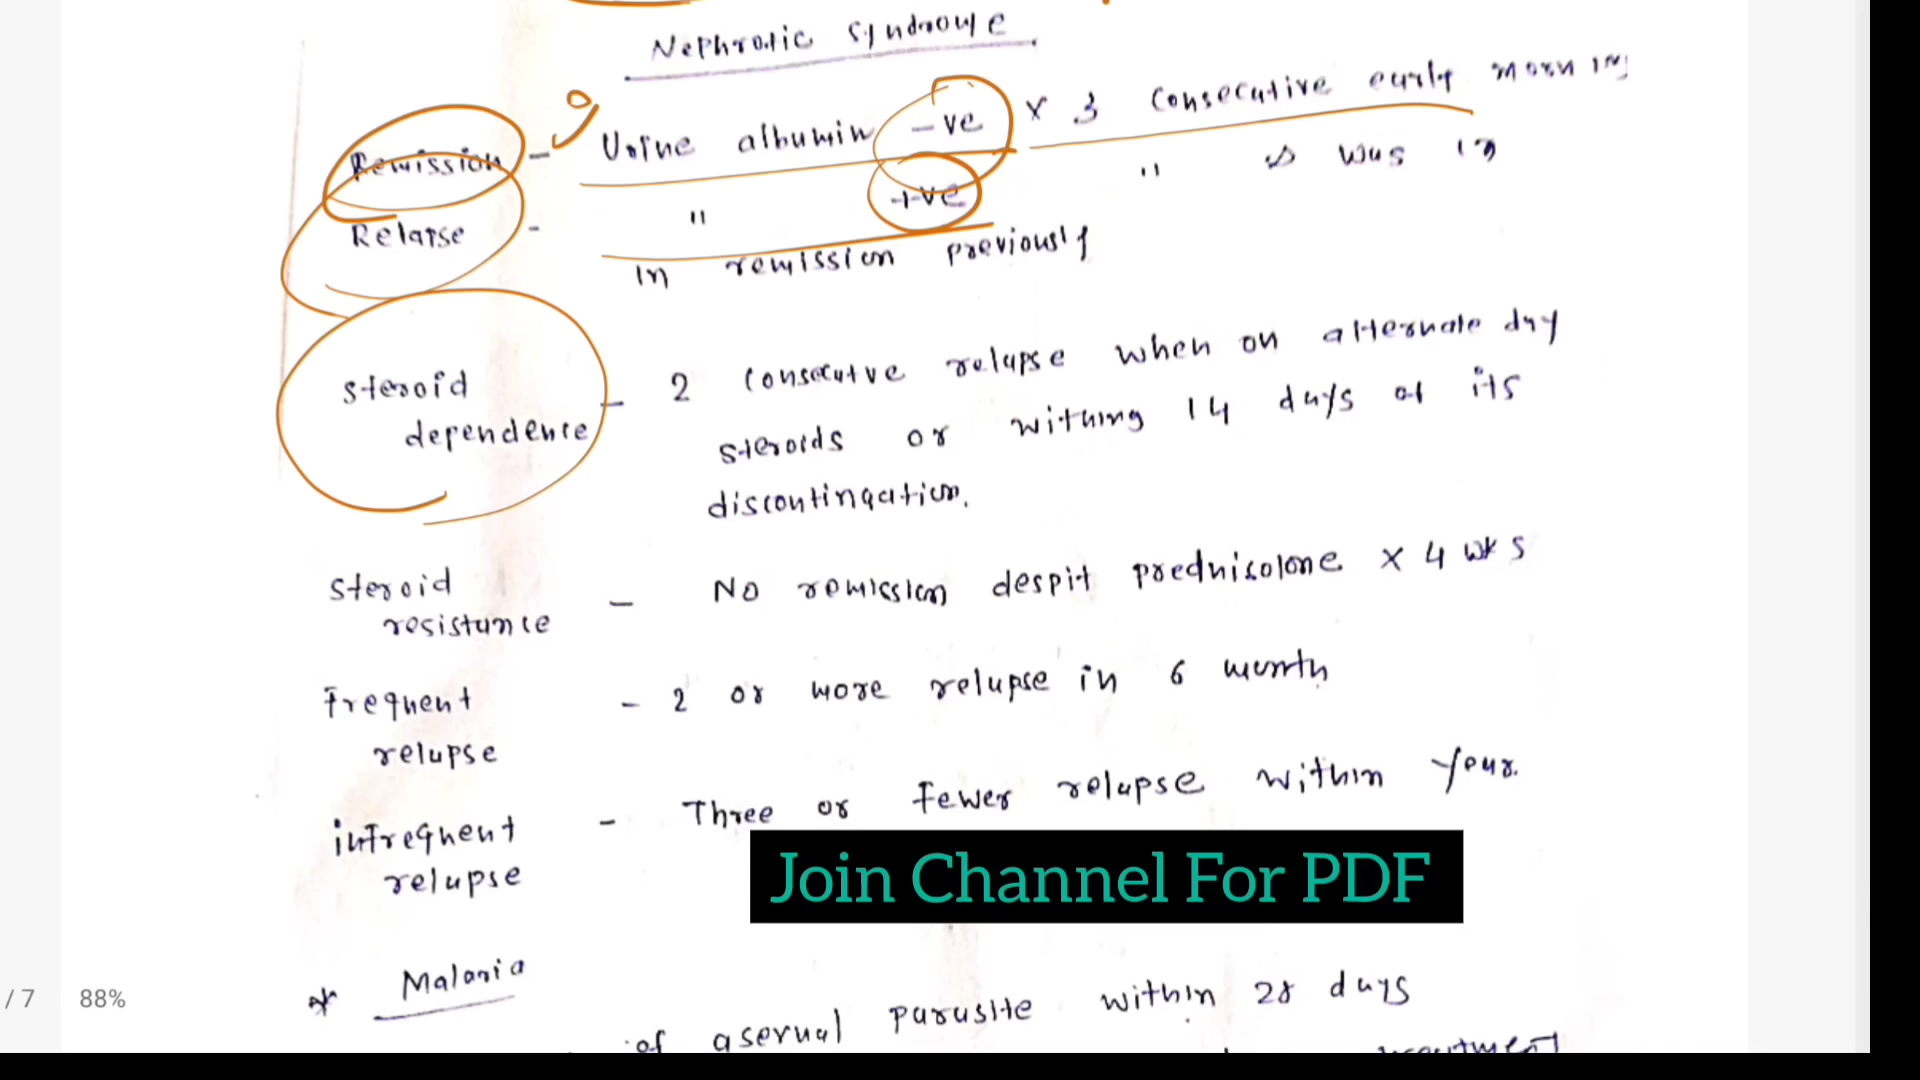 Nephrotic Syndrome
Remission - Urine albumin -ve x 3 consecutive early morning
Relapse - " +ve " & was in
in remission previously
Steroid dependence - 2 consecutve relapse when on alternate day
steroids or withing 14 days of its
discontinuation.
Steroid resistance - No remission despit prednisolone x 4 wks
Frequent relapse - 2 or more relapse in 6 month
infrequent relapse - Three or fewer relapse within year.
Join Channel For PDF
* Malaria
of asexual parasite within 28 days
/ 7 88%